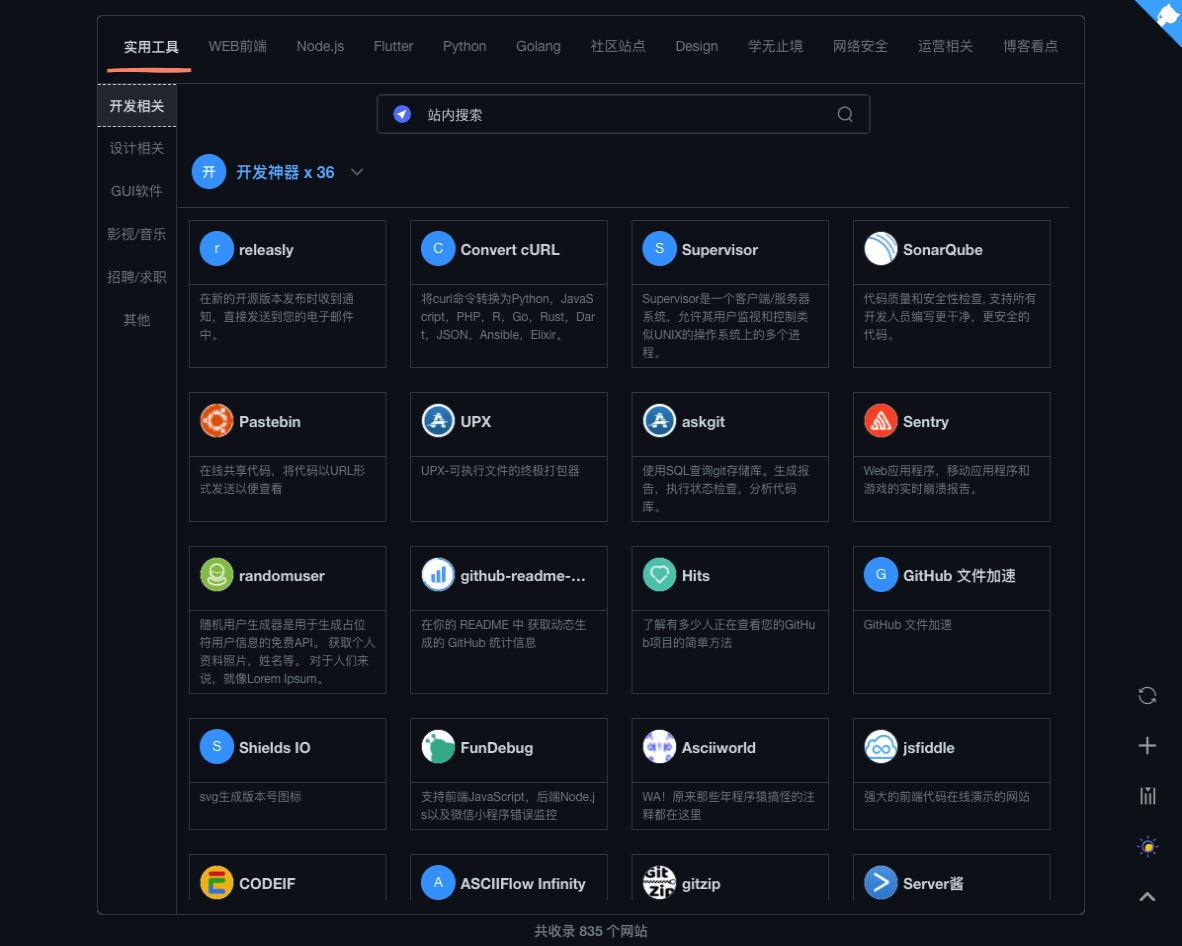 实用工具 WEB前端 Node.js Flutter Python Golang 社区站点 Design 学无止境 网络安全 运营相关 博客看点
开发相关
设计相关
GUI软件
影视/音乐
招聘/求职
其他
站内搜索
开 开发神器 x 36
r releasly
在新的开源版本发布时收到通
知，直接发送到您的电子邮件
中。
C Convert cURL
将curl命令转换为Python，JavaS
cript，PHP，R，Go，Rust，Dar
t，JSON，Ansible，Elixir。
S Supervisor
Supervisor是一个客户端/服务器
系统，允许其用户监视和控制类
似UNIX的操作系统上的多个进
程。
SonarQube
代码质量和安全性检查, 支持所有
开发人员编写更干净，更安全的
代码。
Pastebin
在线共享代码，将代码以URL形
式发送以便查看
UPX
UPX-可执行文件的终极打包器
askgit
使用SQL查询git存储库。生成报
告，执行状态检查，分析代码
库。
Sentry
Web应用程序，移动应用程序和
游戏的实时崩溃报告。
randomuser
随机用户生成器是用于生成占位
符用户信息的免费API。 获取个人
资料照片，姓名等。 对于人们来
说，就像Lorem Ipsum。
github-readme-...
在你的 README 中 获取动态生
成的 GitHub 统计信息
Hits
了解有多少人正在查看您的GitHu
b项目的简单方法
G GitHub 文件加速
GitHub 文件加速
S Shields IO
svg生成版本号图标
FunDebug
支持前端JavaScript，后端Node.j
s以及微信小程序错误监控
Asciiworld
WA！原来那些年程序猿搞怪的注
释都在这里
jsfiddle
强大的前端代码在线演示的网站
CODEIF
A ASCIIFlow Infinity
Git Zip gitzip
Server酱
共收录 835 个网站